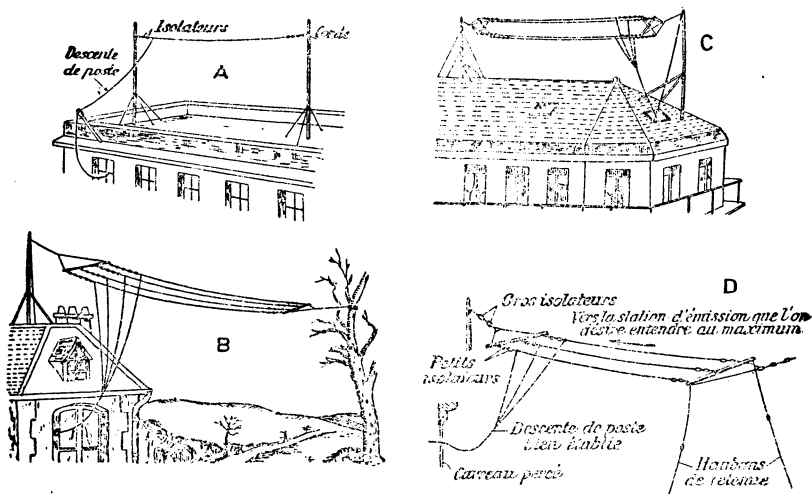 Isolateurs
Descente
de poste
A
C
B
D
Gros isolateurs
Vers la station d'émission que l'on
désire entendre au maximum
Petits
isolateurs
Descente de poste
bien établie
Carreau percé
Haubans
de retenue